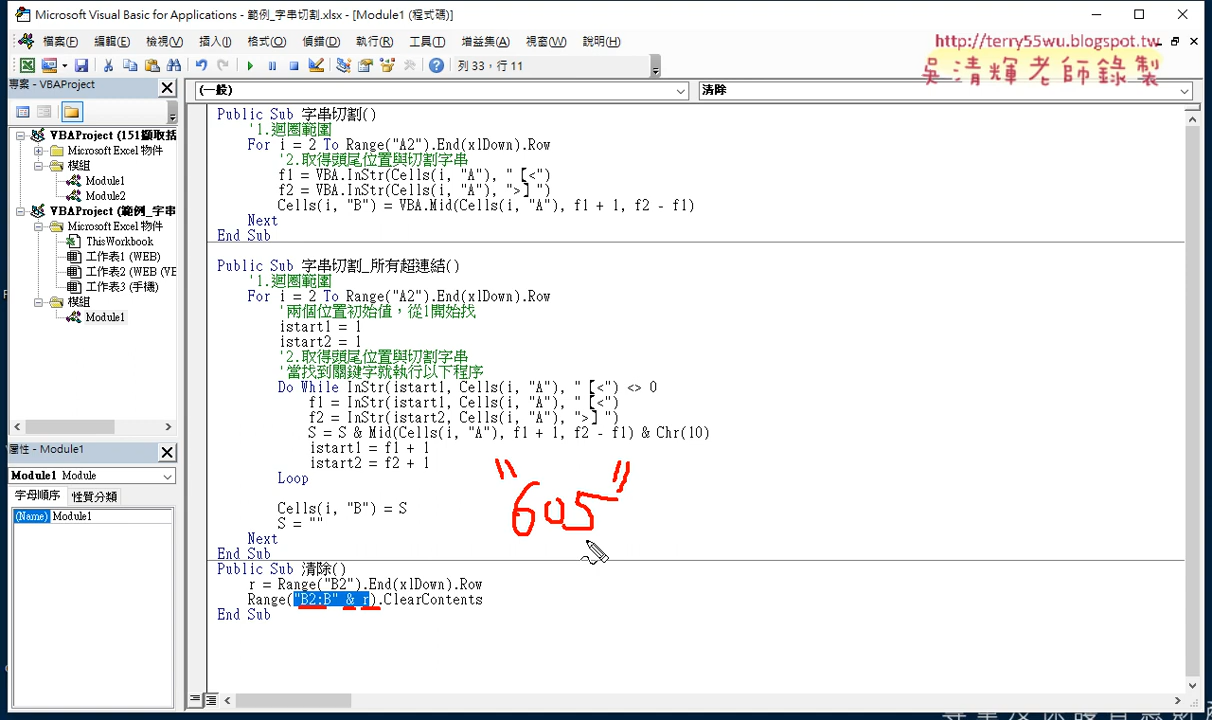 Microsoft Visual Basic for Applications - 範例_字串切割.xlsx - [Module1 (程式碼)]
檔案(F) 編輯(E) 檢視(V) 插入(I) 格式(O) 偵錯(D) 執行(R) 工具(T) 增益集(A) 視窗(W) 說明(H)
http://terry55wu.blogspot.tw
吳清輝老師錄製
列 33，行 11
專案 - VBAProject
(一般)
清除
VBAProject (151擷取括
Microsoft Excel 物件
模組
Module1
Module2
VBAProject (範例_字串
Microsoft Excel 物件
ThisWorkbook
工作表1 (WEB)
工作表2 (WEB (VE
工作表3 (手機)
模組
Module1
屬性 - Module1
Module1 Module
字母順序 性質分類
(Name) Module1
Public Sub 字串切割()
'1.迴圈範圍
For i = 2 To Range("A2").End(xlDown).Row
'2.取得頭尾位置與切割字串
f1 = VBA.InStr(Cells(i, "A"), "【<")
f2 = VBA.InStr(Cells(i, "A"), ">】")
Cells(i, "B") = VBA.Mid(Cells(i, "A"), f1 + 1, f2 - f1)
Next
End Sub
Public Sub 字串切割_所有超連結()
'1.迴圈範圍
For i = 2 To Range("A2").End(xlDown).Row
'兩個位置初始值，從1開始找
istart1 = 1
istart2 = 1
'2.取得頭尾位置與切割字串
'當找到關鍵字就執行以下程序
Do While InStr(istart1, Cells(i, "A"), "【<") <> 0
f1 = InStr(istart1, Cells(i, "A"), "【<")
f2 = InStr(istart2, Cells(i, "A"), ">】")
S = S & Mid(Cells(i, "A"), f1 + 1, f2 - f1) & Chr(10)
istart1 = f1 + 1
istart2 = f2 + 1
Loop
"605"
Cells(i, "B") = S
S = ""
Next
End Sub
Public Sub 清除()
r = Range("B2").End(xlDown).Row
Range("B2:B" & r).ClearContents
End Sub